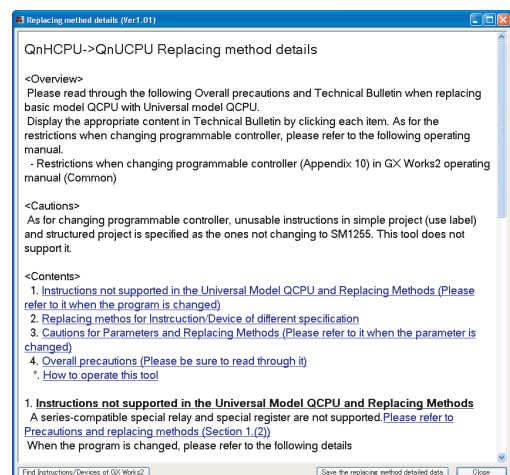 Replacing method details (Ver1.01)
QnHCPU->QnUCPU Replacing method details
<Overview>
Please read through the following Overall precautions and Technical Bulletin when replacing
basic model QCPU with Universal model QCPU.
Display the appropriate content in Technical Bulletin by clicking each item. As for the
restrictions when changing programmable controller, please refer to the following operating
manual.
- Restrictions when changing programmable controller (Appendix 10) in GX Works2 operating
manual (Common)
<Cautions>
As for changing programmable controller, unusable instructions in simple project (use label)
and structured project is specified as the ones not changing to SM1255. This tool does not
support it.
<Contents>
1. Instructions not supported in the Universal Model QCPU and Replacing Methods (Please
refer to it when the program is changed)
2. Replacing methos for Instrcuction/Device of different specification
3. Cautions for Parameters and Replacing Methods (Please refer to it when the parameter is
changed)
4. Overall precautions (Please be sure to read through it)
*. How to operate this tool
1. Instructions not supported in the Universal Model QCPU and Replacing Methods
A series-compatible special relay and special register are not supported.Please refer to
Precautions and replacing methods (Section 1.(2))
When the program is changed, please refer to the following details
Find Instructions/Devices of GX Works2
Save the replacing method detailed data
Close